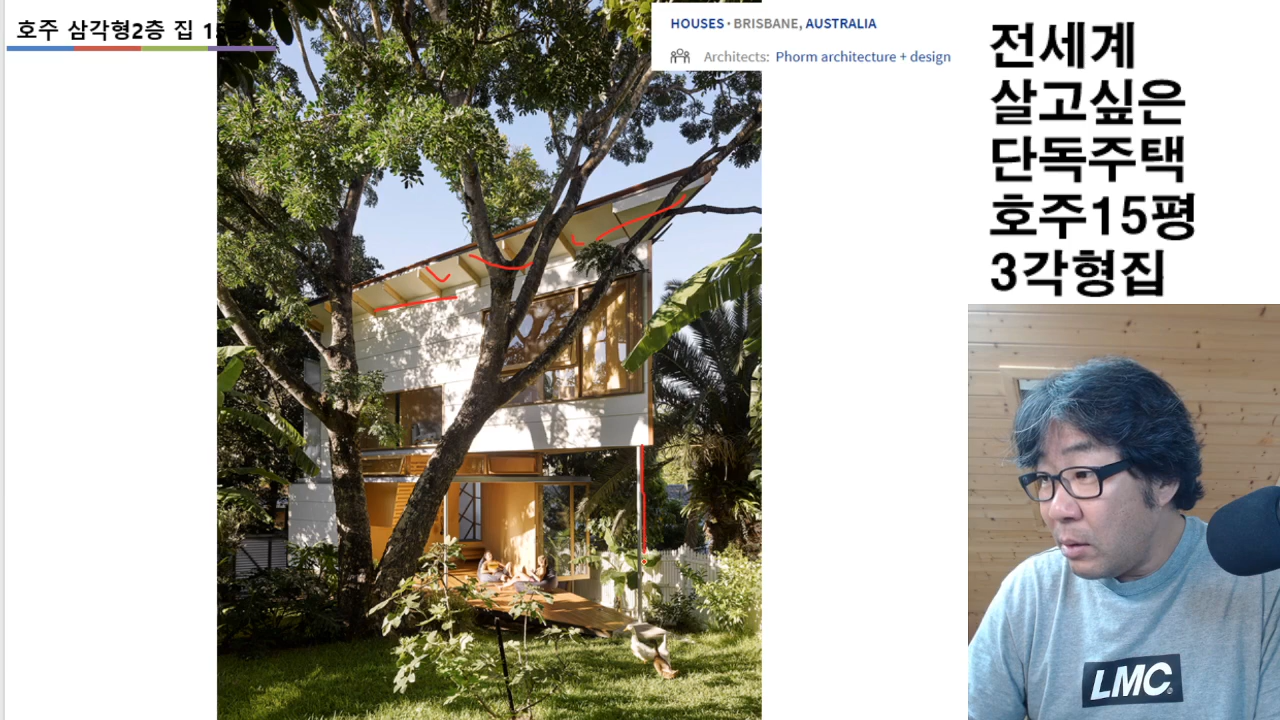 호주 삼각형2층 집
HOUSES • BRISBANE, AUSTRALIA
Architects: Phorm architecture + design
전세계
살고싶은
단독주택
호주15평
3각형집
LMC